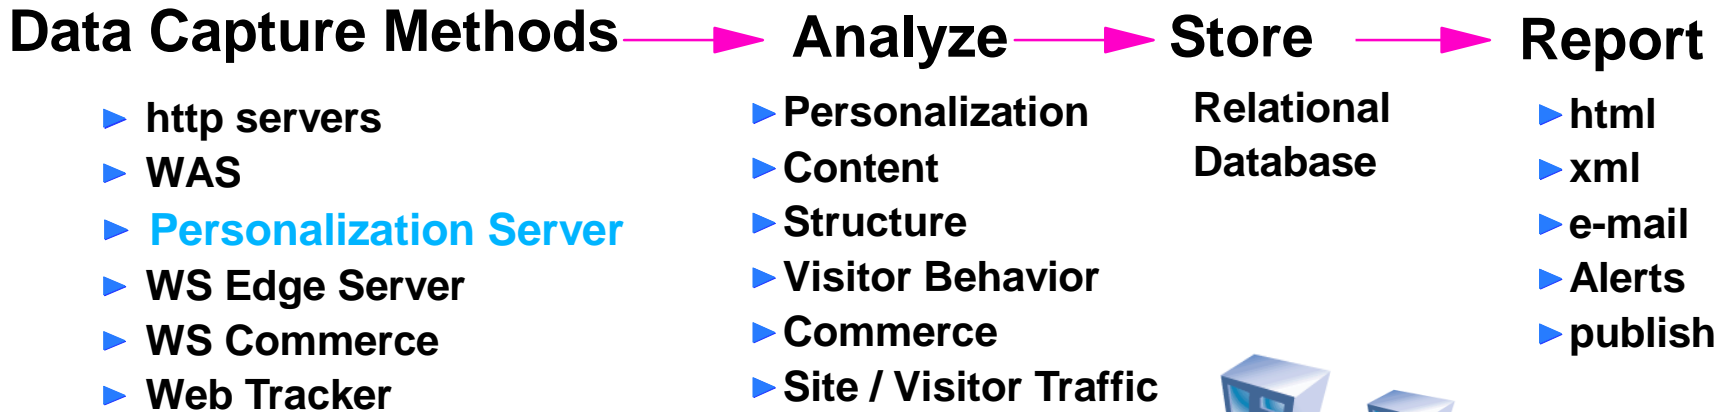 Data Capture Methods
http servers
WAS
Personalization Server
WS Edge Server
WS Commerce
Web Tracker
Analyze
Personalization
Content
Structure
Visitor Behavior
Commerce
Site / Visitor Traffic
Store
Relational
Database
Report
html
xml
e-mail
Alerts
publish